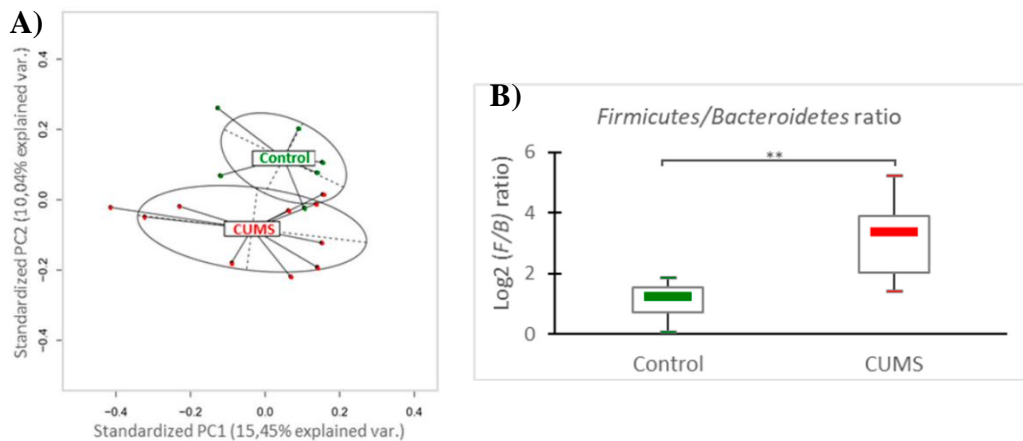 A)
Standardized PC2 (10,04% explained var.)
0.4
0.2
0.0
−0.2
−0.4
Control
CUMS
−0.4
−0.2
0.0
0.2
0.4
Standardized PC1 (15,45% explained var.)
B)
Firmicutes/Bacteroidetes ratio
**
Log2 (F/B) ratio)
6
4
2
0
Control
CUMS